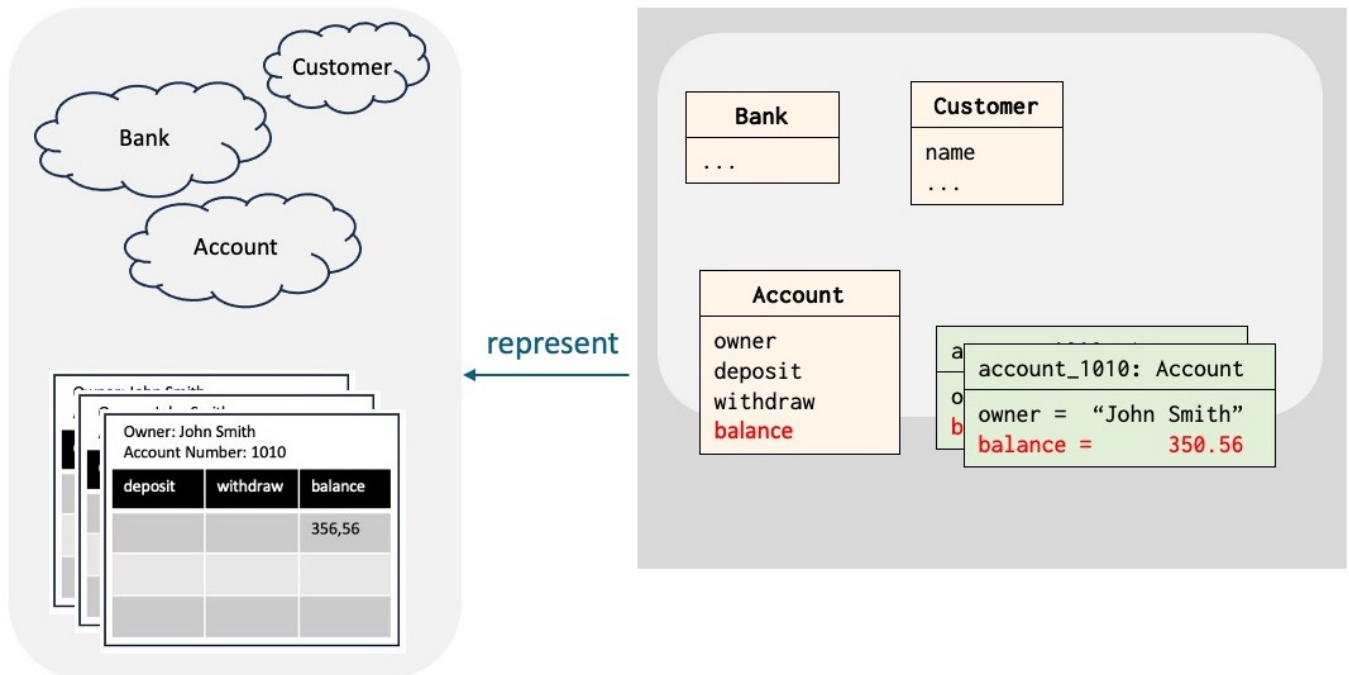 Customer
Bank
Account
Owner: John Smith
Account Number: 1010
deposit withdraw balance
356,56
represent
Bank
...
Customer
name
...
Account
owner
deposit
withdraw
balance
account_1010: Account
owner = “John Smith”
balance = 350.56